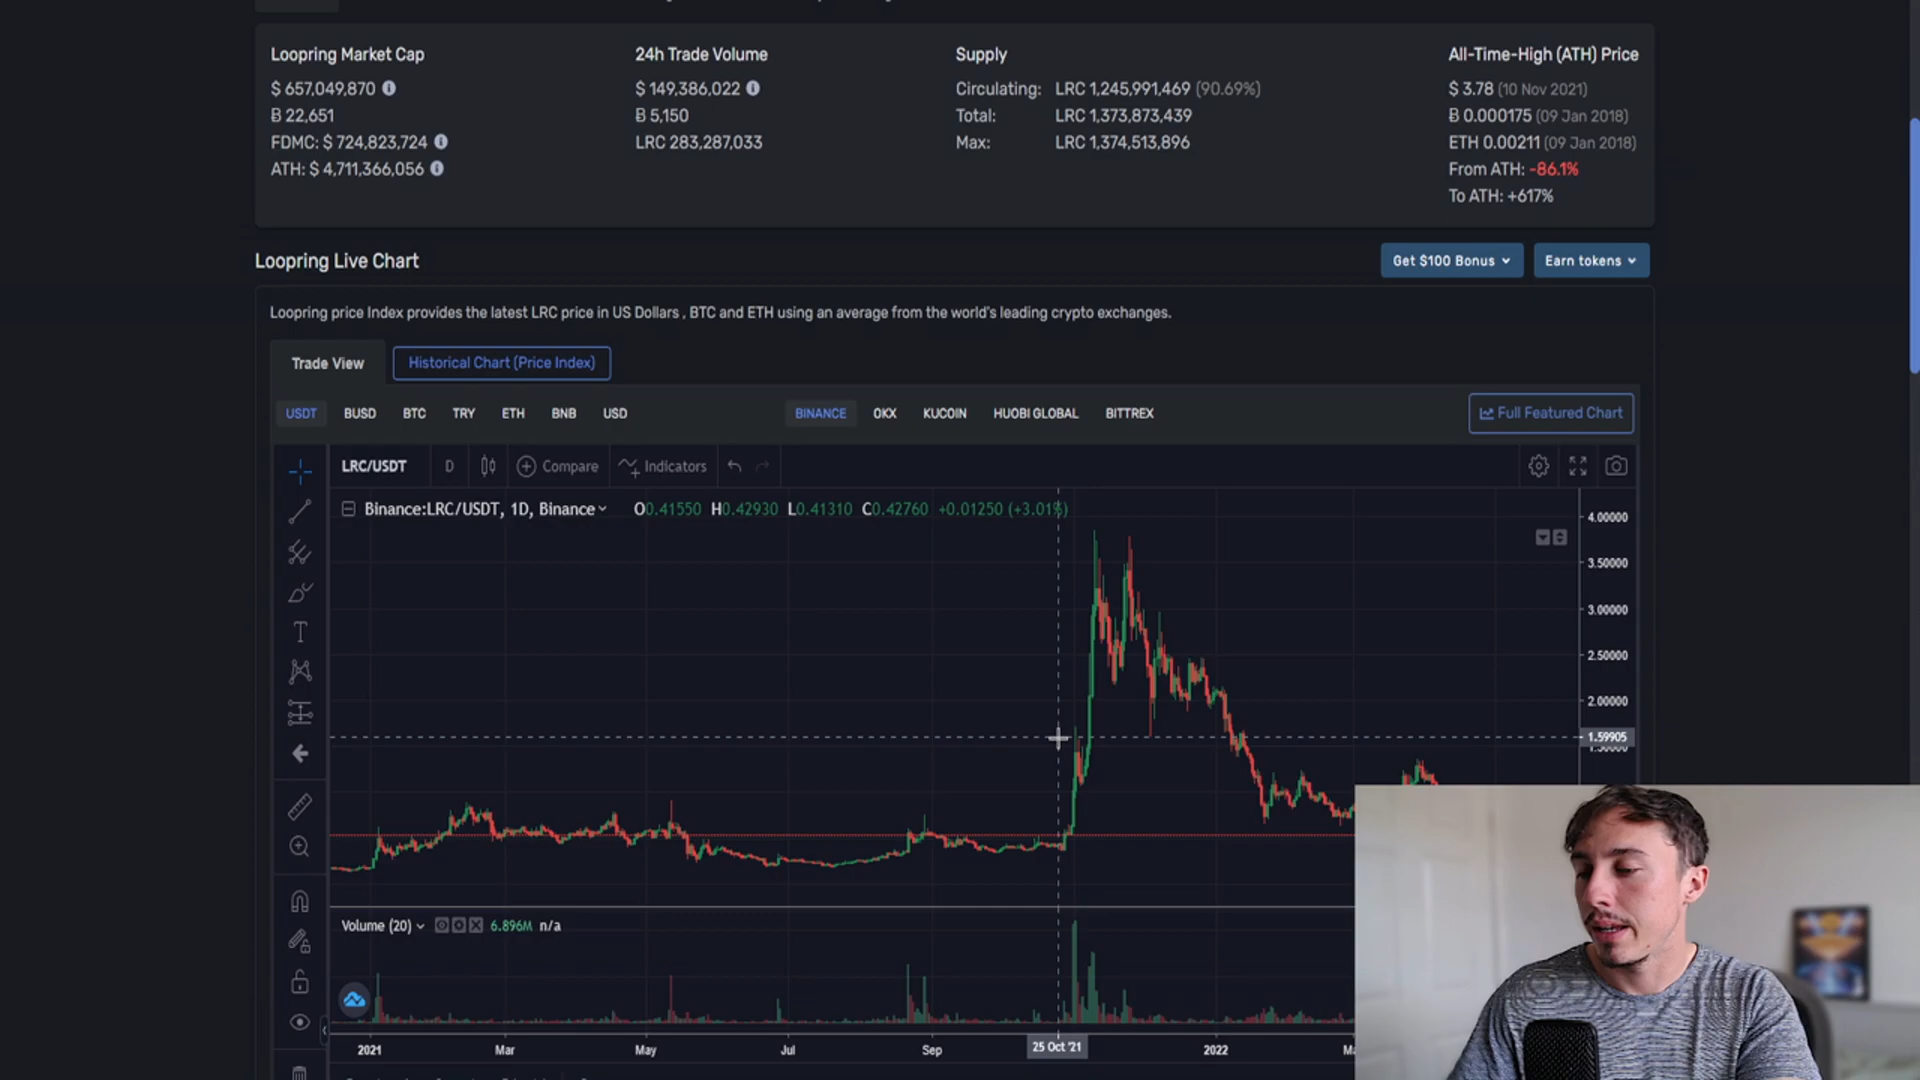 Loopring Market Cap
$ 657,049,870
Ƀ 22,651
FDMC: $ 724,823,724
ATH: $ 4,711,366,056
24h Trade Volume
$ 149,386,022
Ƀ 5,150
LRC 283,287,033
Supply
Circulating: LRC 1,245,991,469 (90.69%)
Total: LRC 1,373,873,439
Max: LRC 1,374,513,896
All-Time-High (ATH) Price
$ 3.78 (10 Nov 2021)
Ƀ 0.000175 (09 Jan 2018)
ETH 0.00211 (09 Jan 2018)
From ATH: -86.1%
To ATH: +617%
Loopring Live Chart
Get $100 Bonus
Earn tokens
Loopring price Index provides the latest LRC price in US Dollars , BTC and ETH using an average from the world's leading crypto exchanges.
Trade View
Historical Chart (Price Index)
USDT BUSD BTC TRY ETH BNB USD
BINANCE OKX KUCOIN HUOBI GLOBAL BITTREX
Full Featured Chart
LRC/USDT D Compare Indicators
Binance:LRC/USDT, 1D, Binance O0.41550 H0.42930 L0.41310 C0.42760 +0.01250 (+3.01%)
4.00000
3.50000
3.00000
2.50000
2.00000
1.59905
Volume (20) 6.896M n/a
2021 Mar May Jul Sep 25 Oct '21 2022